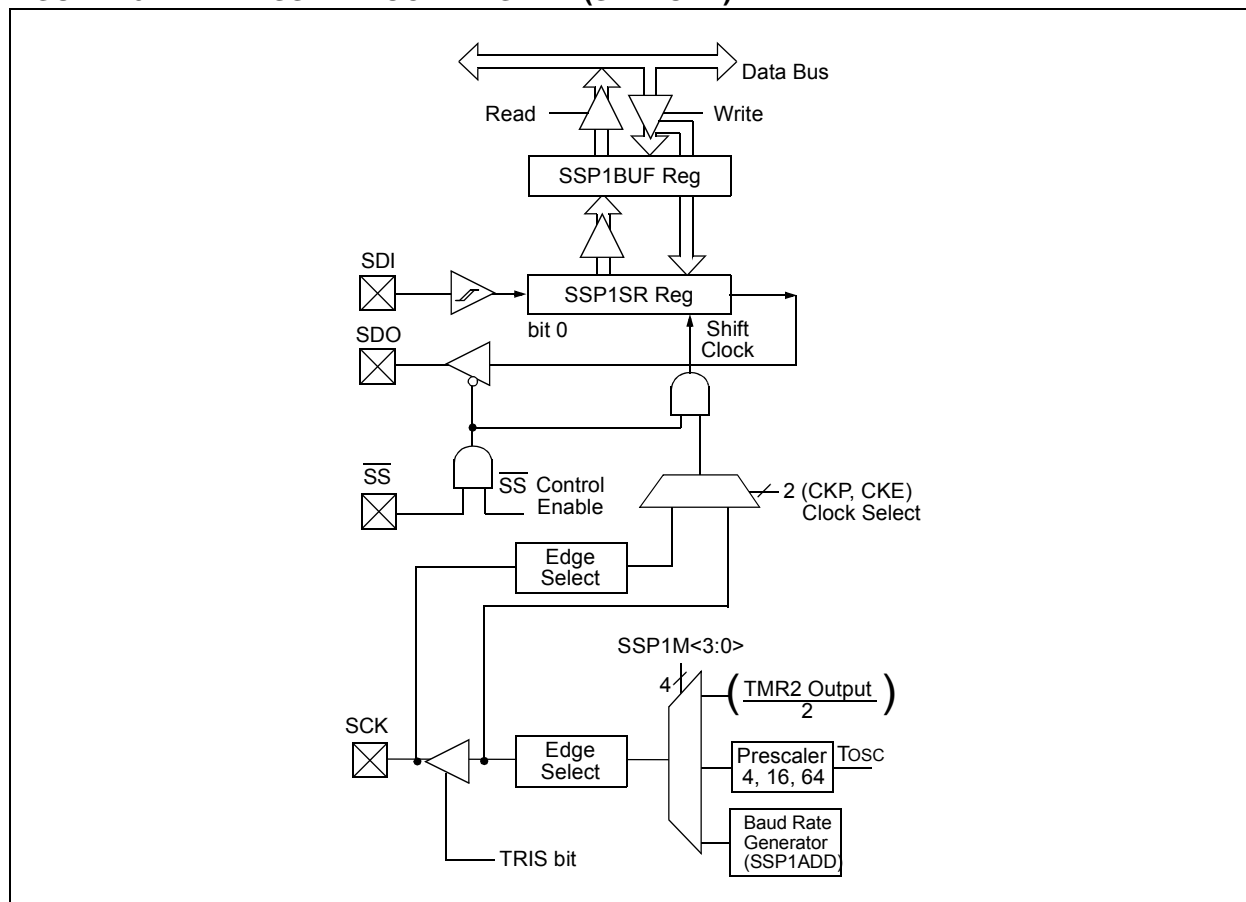 Data Bus
Read
Write
SSP1BUF Reg
SDI
SSP1SR Reg
bit 0
Shift
Clock
SDO
SS
SS Control
Enable
2 (CKP, CKE)
Clock Select
Edge
Select
SSP1M<3:0>
4
(TMR2 Output)
2
SCK
Edge
Select
Prescaler
4, 16, 64
TOSC
Baud Rate
Generator
(SSP1ADD)
TRIS bit